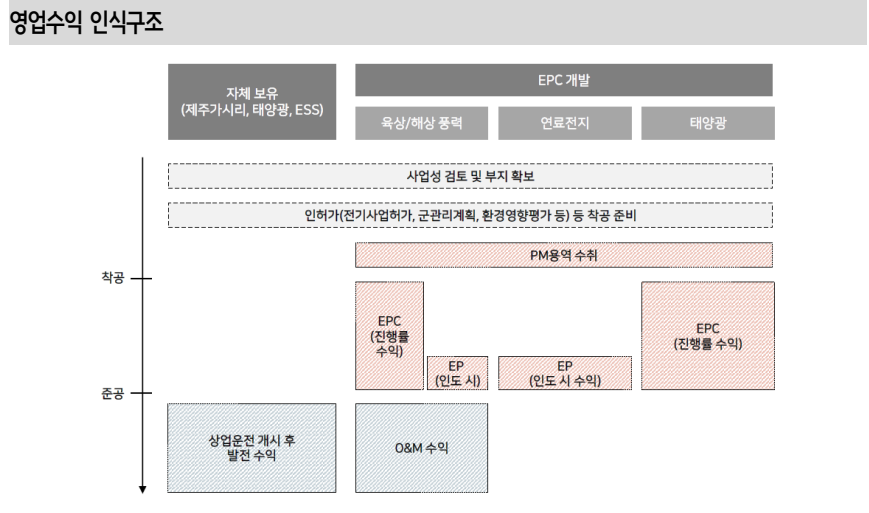 영업수익 인식구조
자체 보유
(제주가시리, 태양광, ESS)
EPC 개발
육상/해상 풍력
연료전지
태양광
사업성 검토 및 부지 확보
인허가(전기사업허가, 군관리계획, 환경영향평가 등) 등 착공 준비
PM용역 수취
착공
EPC
(진행률
수익)
EP
(인도 시)
EP
(인도 시 수익)
EPC
(진행률 수익)
준공
상업운전 개시 후
발전 수익
O&M 수익